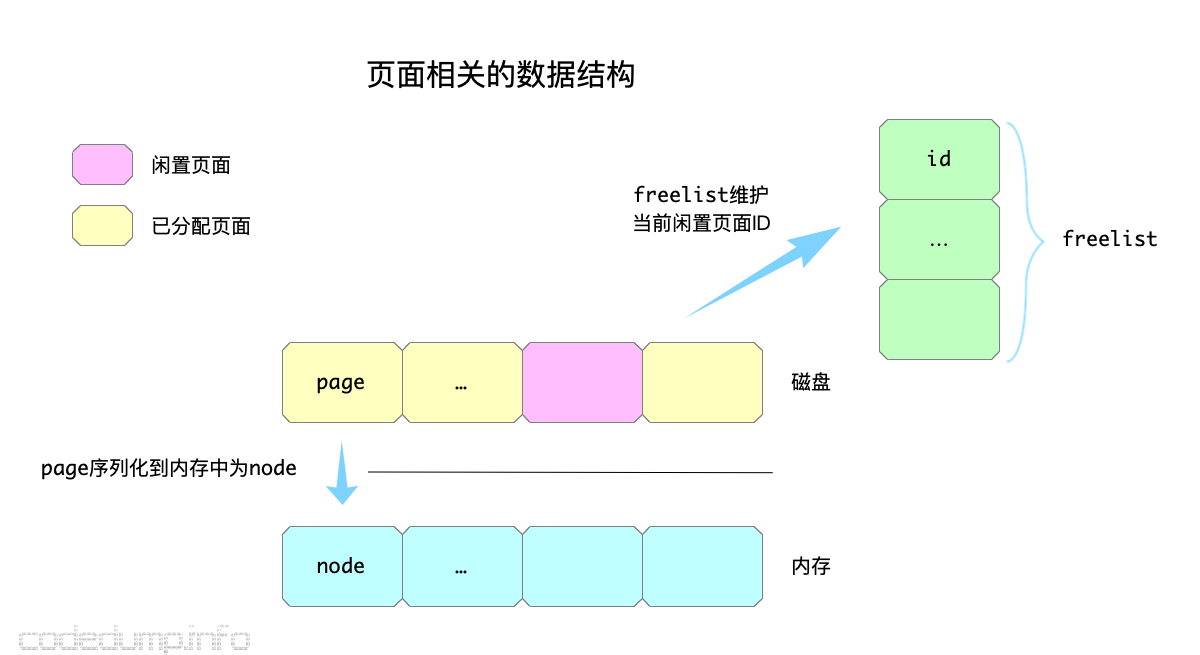 页面相关的数据结构
闲置页面
已分配页面
freelist维护
当前闲置页面ID
id
...
freelist
page
...
磁盘
page序列化到内存中为node
node
...
内存
codedump.info